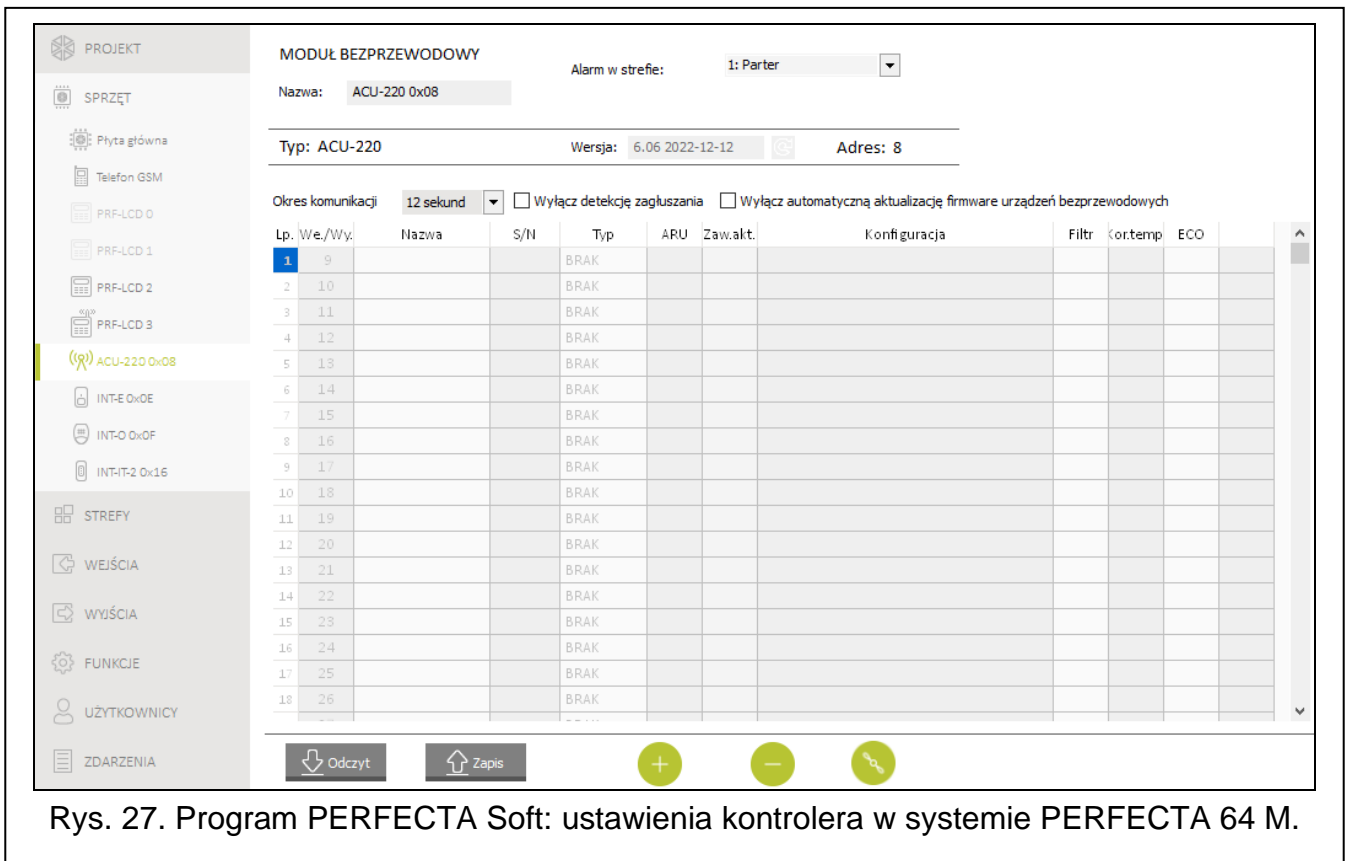 PROJEKT
SPRZĘT
Płyta główna
Telefon GSM
PRF-LCD 0
PRF-LCD 1
PRF-LCD 2
PRF-LCD 3
ACU-220 0x08
INT-E 0x0E
INT-O 0x0F
INT-IT-2 0x16
STREFY
WEJŚCIA
WYJŚCIA
FUNKCJE
UŻYTKOWNICY
ZDARZENIA
MODUŁ BEZPRZEWODOWY
Alarm w strefie: 1: Parter
Nazwa: ACU-220 0x08
Typ: ACU-220 Wersja: 6.06 2022-12-12 Adres: 8
Okres komunikacji 12 sekund Wyłącz detekcję zagłuszania Wyłącz automatyczną aktualizację firmware urządzeń bezprzewodowych
Lp. We./Wy. Nazwa S/N Typ ARU Zaw.akt. Konfiguracja Filtr Kor.temp ECO
1 9 BRAK
2 10 BRAK
3 11 BRAK
4 12 BRAK
5 13 BRAK
6 14 BRAK
7 15 BRAK
8 16 BRAK
9 17 BRAK
10 18 BRAK
11 19 BRAK
12 20 BRAK
13 21 BRAK
14 22 BRAK
15 23 BRAK
16 24 BRAK
17 25 BRAK
18 26 BRAK
Odczyt Zapis
Rys. 27. Program PERFECTA Soft: ustawienia kontrolera w systemie PERFECTA 64 M.